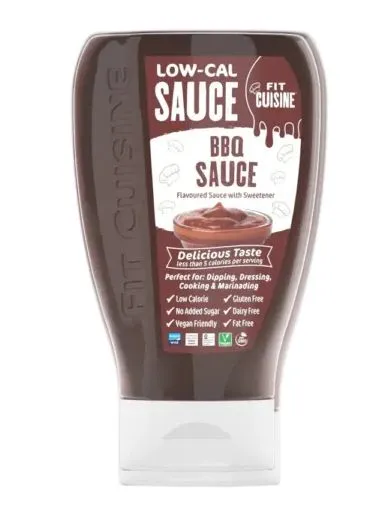 LOW-CAL
SAUCE
FIT
CUISINE
BBQ
SAUCE
Flavoured Sauce with Sweetener
Delicious Taste
less than 5 calories per serving
Perfect for: Dipping, Dressing,
Cooking & Marinading
✓ Low Calorie ✓ Gluten Free
✓ No Added Sugar ✓ Dairy Free
✓ Vegan Friendly ✓ Fat Free
FIT CUISINE